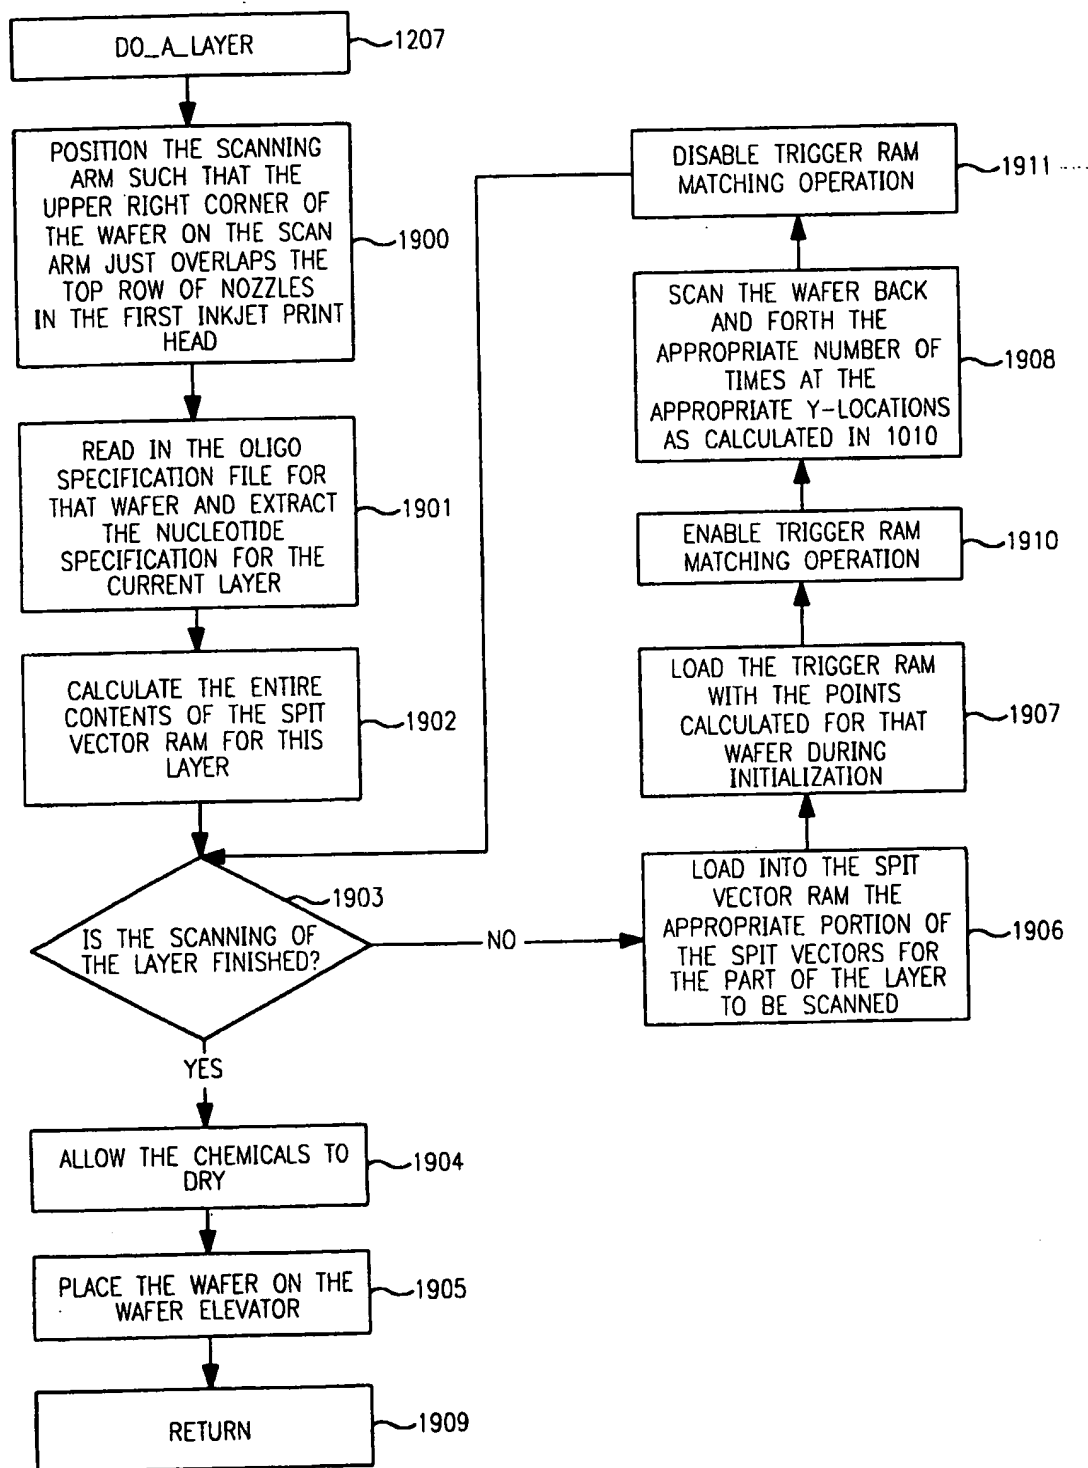 DO_A_LAYER
1207
POSITION THE SCANNING
ARM SUCH THAT THE
UPPER RIGHT CORNER OF
THE WAFER ON THE SCAN
ARM JUST OVERLAPS THE
TOP ROW OF NOZZLES
IN THE FIRST INKJET PRINT
HEAD
1900
READ IN THE OLIGO
SPECIFICATION FILE FOR
THAT WAFER AND EXTRACT
THE NUCLEOTIDE
SPECIFICATION FOR THE
CURRENT LAYER
1901
CALCULATE THE ENTIRE
CONTENTS OF THE SPIT
VECTOR RAM FOR THIS
LAYER
1902
IS THE SCANNING OF
THE LAYER FINISHED?
1903
NO
YES
ALLOW THE CHEMICALS TO
DRY
1904
PLACE THE WAFER ON THE
WAFER ELEVATOR
1905
RETURN
1909
DISABLE TRIGGER RAM
MATCHING OPERATION
1911
SCAN THE WAFER BACK
AND FORTH THE
APPROPRIATE NUMBER OF
TIMES AT THE
APPROPRIATE Y-LOCATIONS
AS CALCULATED IN 1010
1908
ENABLE TRIGGER RAM
MATCHING OPERATION
1910
LOAD THE TRIGGER RAM
WITH THE POINTS
CALCULATED FOR THAT
WAFER DURING
INITIALIZATION
1907
LOAD INTO THE SPIT
VECTOR RAM THE
APPROPRIATE PORTION OF
THE SPIT VECTORS FOR
THE PART OF THE LAYER
TO BE SCANNED
1906